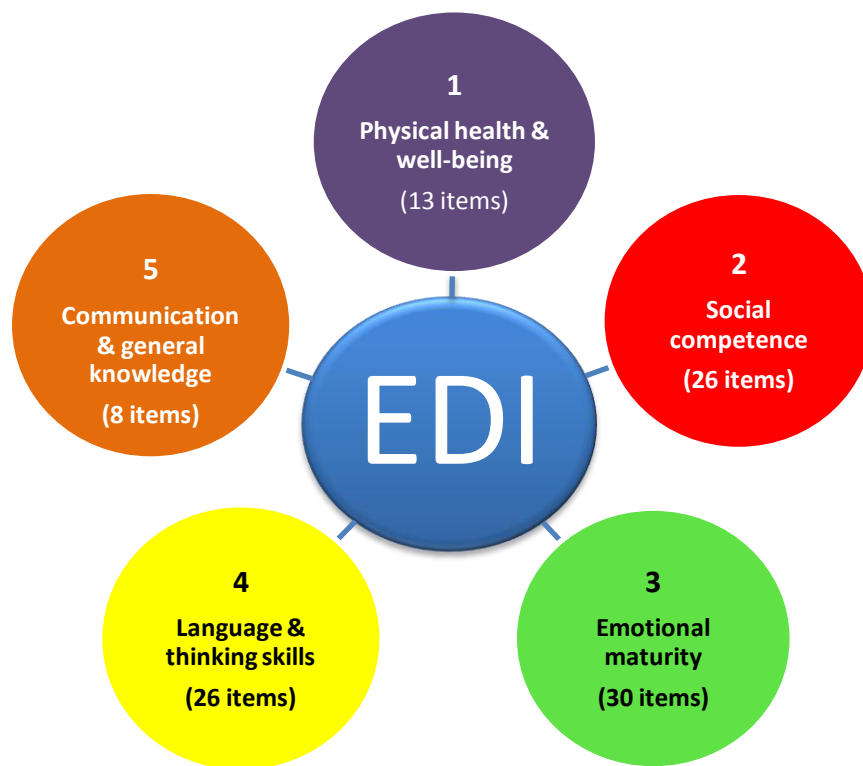 1
Physical health &
well-being
(13 items)
2
Social
competence
(26 items)
3
Emotional
maturity
(30 items)
4
Language &
thinking skills
(26 items)
5
Communication
& general
knowledge
(8 items)
EDI